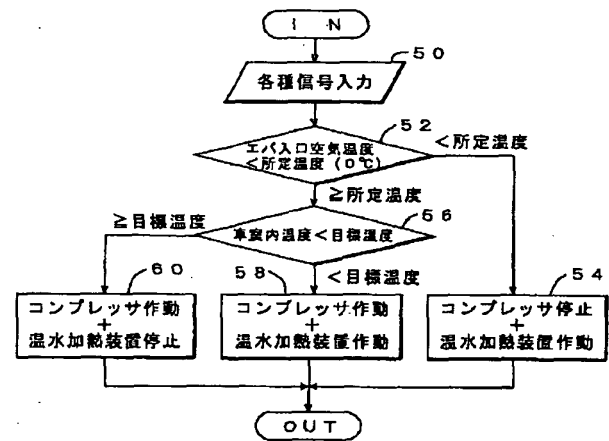 I N
50
各種信号入力
52
エバ入口空気温度
<所定温度 (0℃)
<所定温度
≧所定温度
56
≧目標温度
車室内温度<目標温度
60
58
<目標温度
54
コンプレッサ作動
+
温水加熱装置停止
コンプレッサ作動
+
温水加熱装置作動
コンプレッサ停止
+
温水加熱装置作動
OUT